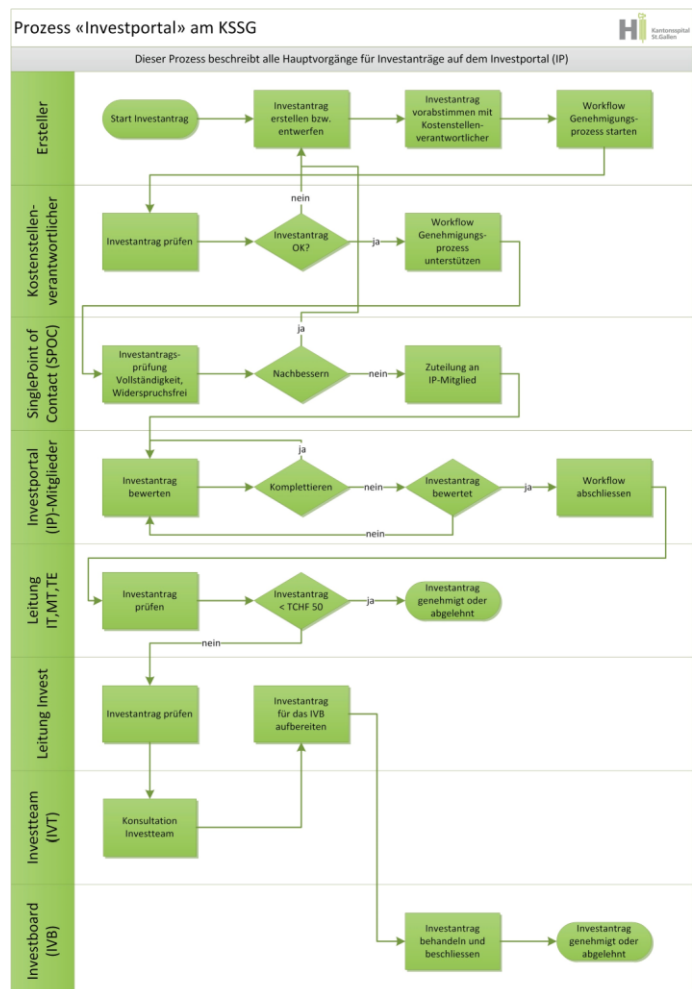 Prozess «Investportal» am KSSG
Kantonsspital
St.Gallen
Dieser Prozess beschreibt alle Hauptvorgänge für Investanträge auf dem Investportal (IP)
Ersteller
Start Investantrag
Investantrag
erstellen bzw.
entwerfen
Investantrag
vorabstimmen mit
Kostenstellen-
verantwortlicher
Workflow
Genehmigungs-
prozess starten
nein
Kostenstellen-
verantwortlicher
Investantrag prüfen
Investantrag
OK?
ja
Workflow
Genehmigungs-
prozess
unterstützen
ja
SinglePoint of
Contact (SPOC)
Investantrags-
prüfung
Vollständigkeit,
Widerspruchsfrei
Nachbessern
nein
Zuteilung an
IP-Mitglied
ja
Investportal
(IP)-Mitglieder
Investantrag
bewerten
Komplettieren
nein
Investantrag
bewertet
ja
Workflow
abschliessen
nein
Leitung
IT,MT,TE
Investantrag
prüfen
Investantrag
< TCHF 50
ja
Investantrag
genehmigt oder
abgelehnt
nein
Leitung Invest
Investantrag prüfen
Investantrag
für das IVB
aufbereiten
Investteam
(IVT)
Konsultation
Investteam
Investboard
(IVB)
Investantrag
behandeln und
beschliessen
Investantrag
genehmigt oder
abgelehnt